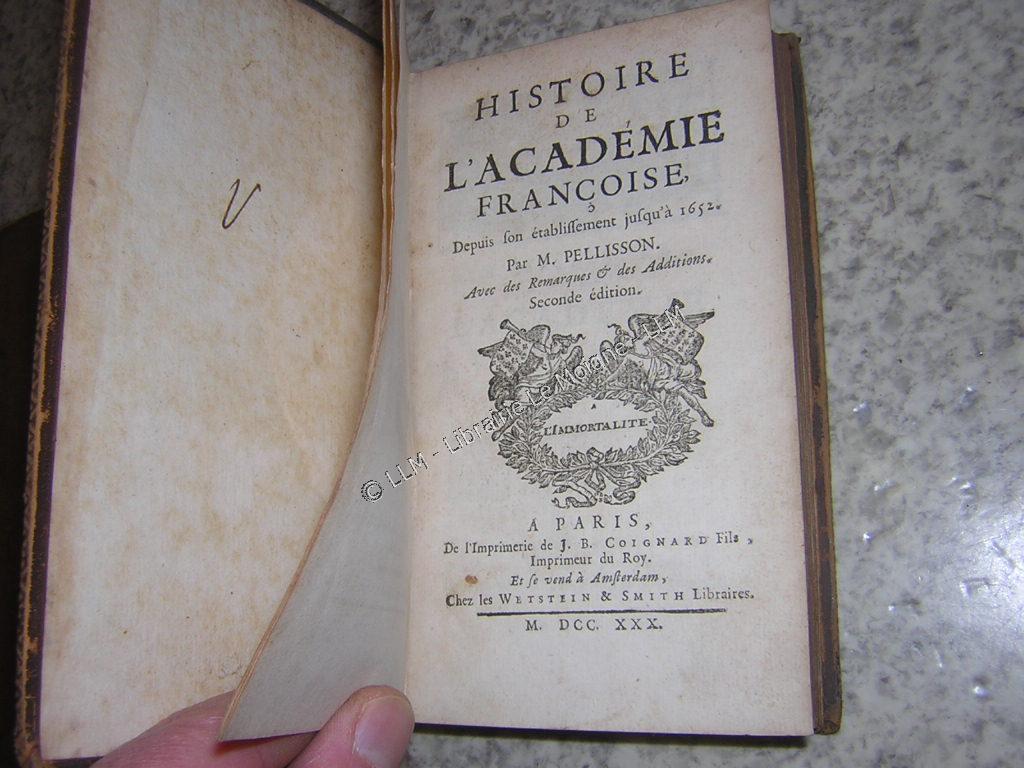 V
HISTOIRE
DE
L'ACADÉMIE
FRANÇOISE,
Depuis ſon établiſſement juſqu'à 1652.
Par M. PELLISSON.
Avec des Remarques & des Additions.
Seconde édition.
A
L'IMMORTALITE.
© LLM - Librairie Le Moigne - LLM
A PARIS,
De l'Imprimerie de J. B. COIGNARD Fils,
Imprimeur du Roy.
Et ſe vend à Amſterdam,
Chez les WETSTEIN & SMITH Libraires.
M. DCC. XXX.